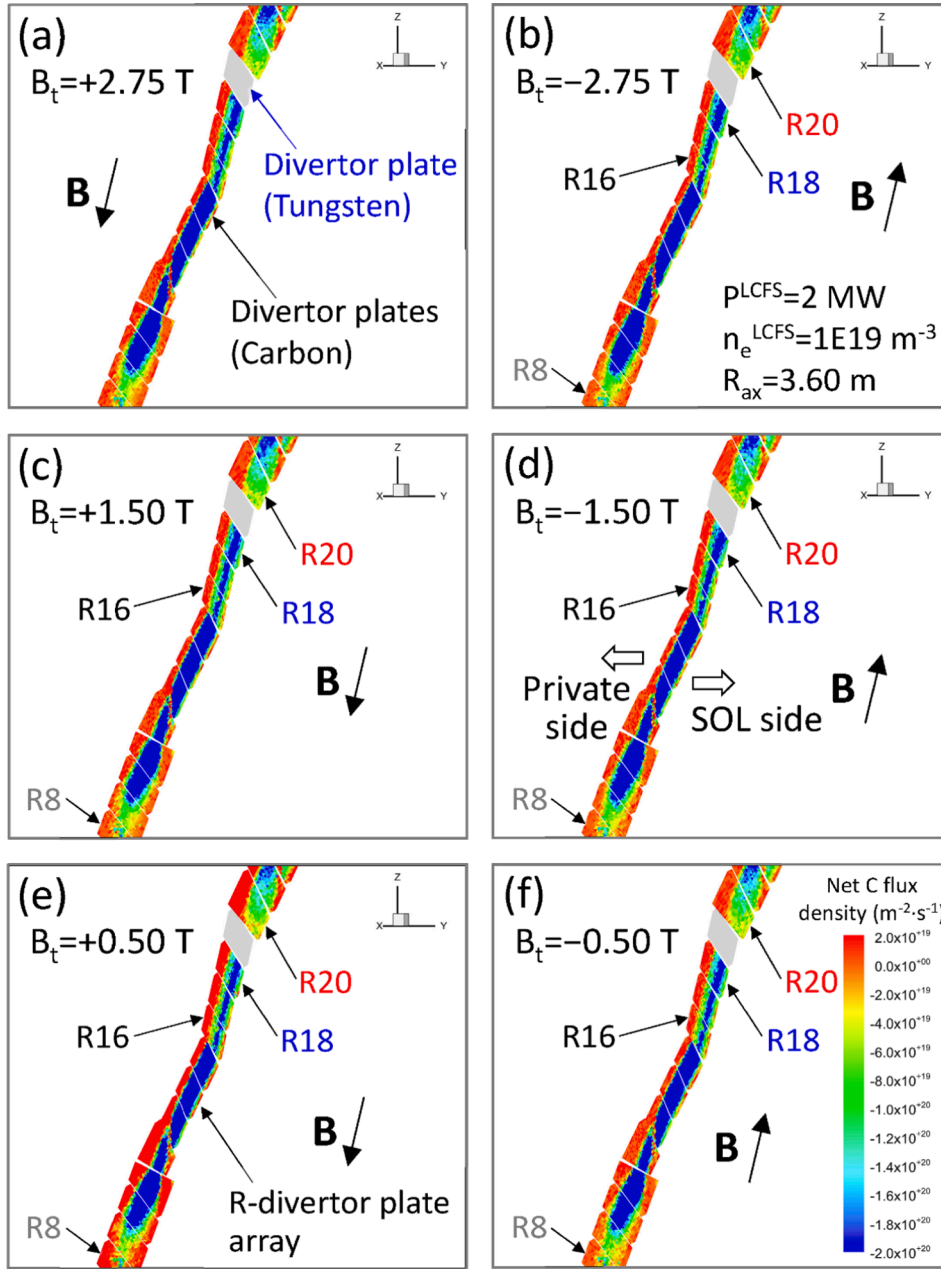 (a)
Z
X
Y
Bt=+2.75 T
B
Divertor plate
(Tungsten)
Divertor plates
(Carbon)
(b)
Z
X
Y
Bt=−2.75 T
R20
R16
R18
B
P^LCFS=2 MW
ne^LCFS=1E19 m⁻³
Rax=3.60 m
R8
(c)
Z
X
Y
Bt=+1.50 T
R20
R16
R18
B
R8
(d)
Z
X
Y
Bt=−1.50 T
R20
R16
R18
B
Private
side
SOL side
R8
(e)
Z
X
Y
Bt=+0.50 T
R20
R16
R18
B
R-divertor plate
array
R8
(f)
Bt=−0.50 T
Net C flux
density (m⁻²·s⁻¹)
2.0x10⁺¹⁹
0.0x10⁺⁰⁰
-2.0x10⁺¹⁹
-4.0x10⁺¹⁹
-6.0x10⁺¹⁹
-8.0x10⁺¹⁹
-1.0x10⁺²⁰
-1.2x10⁺²⁰
-1.4x10⁺²⁰
-1.6x10⁺²⁰
-1.8x10⁺²⁰
-2.0x10⁺²⁰
R20
R16
R18
B
R8